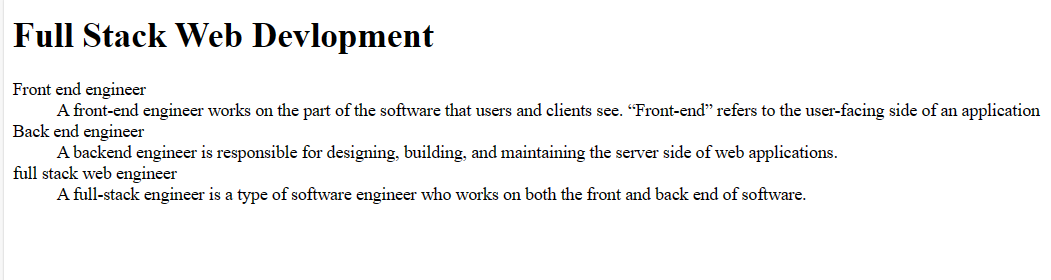 Full Stack Web Devlopment
Front end engineer
A front-end engineer works on the part of the software that users and clients see. “Front-end” refers to the user-facing side of an application
Back end engineer
A backend engineer is responsible for designing, building, and maintaining the server side of web applications.
full stack web engineer
A full-stack engineer is a type of software engineer who works on both the front and back end of software.